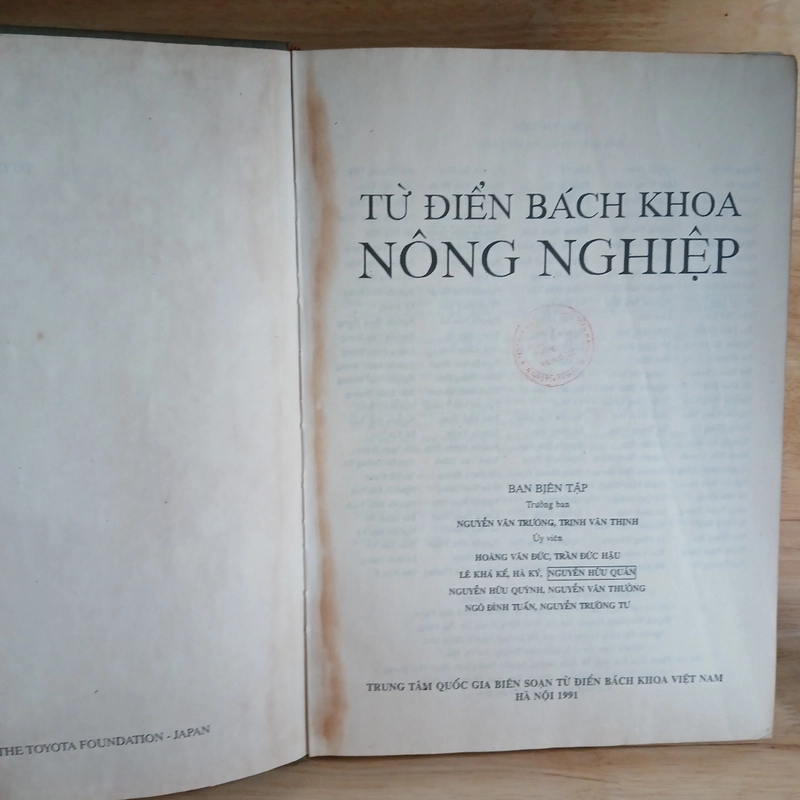 THE TOYOTA FOUNDATION - JAPAN
TỪ ĐIỂN BÁCH KHOA
NÔNG NGHIỆP
BAN BIÊN TẬP
Trưởng ban
NGUYỄN VĂN TRƯƠNG, TRỊNH VĂN THỊNH
Ủy viên
HOÀNG VĂN ĐỨC, TRẦN ĐỨC HẬU
LÊ KHẢ KẾ, HÀ KÝ, NGUYỄN HỮU QUÁN
NGUYỄN HỮU QUỲNH, NGUYỄN VĂN THƯỞNG
NGÔ ĐÌNH TUẤN, NGUYỄN TRƯỜNG TƯ
TRUNG TÂM QUỐC GIA BIÊN SOẠN TỪ ĐIỂN BÁCH KHOA VIỆT NAM
HÀ NỘI 1991